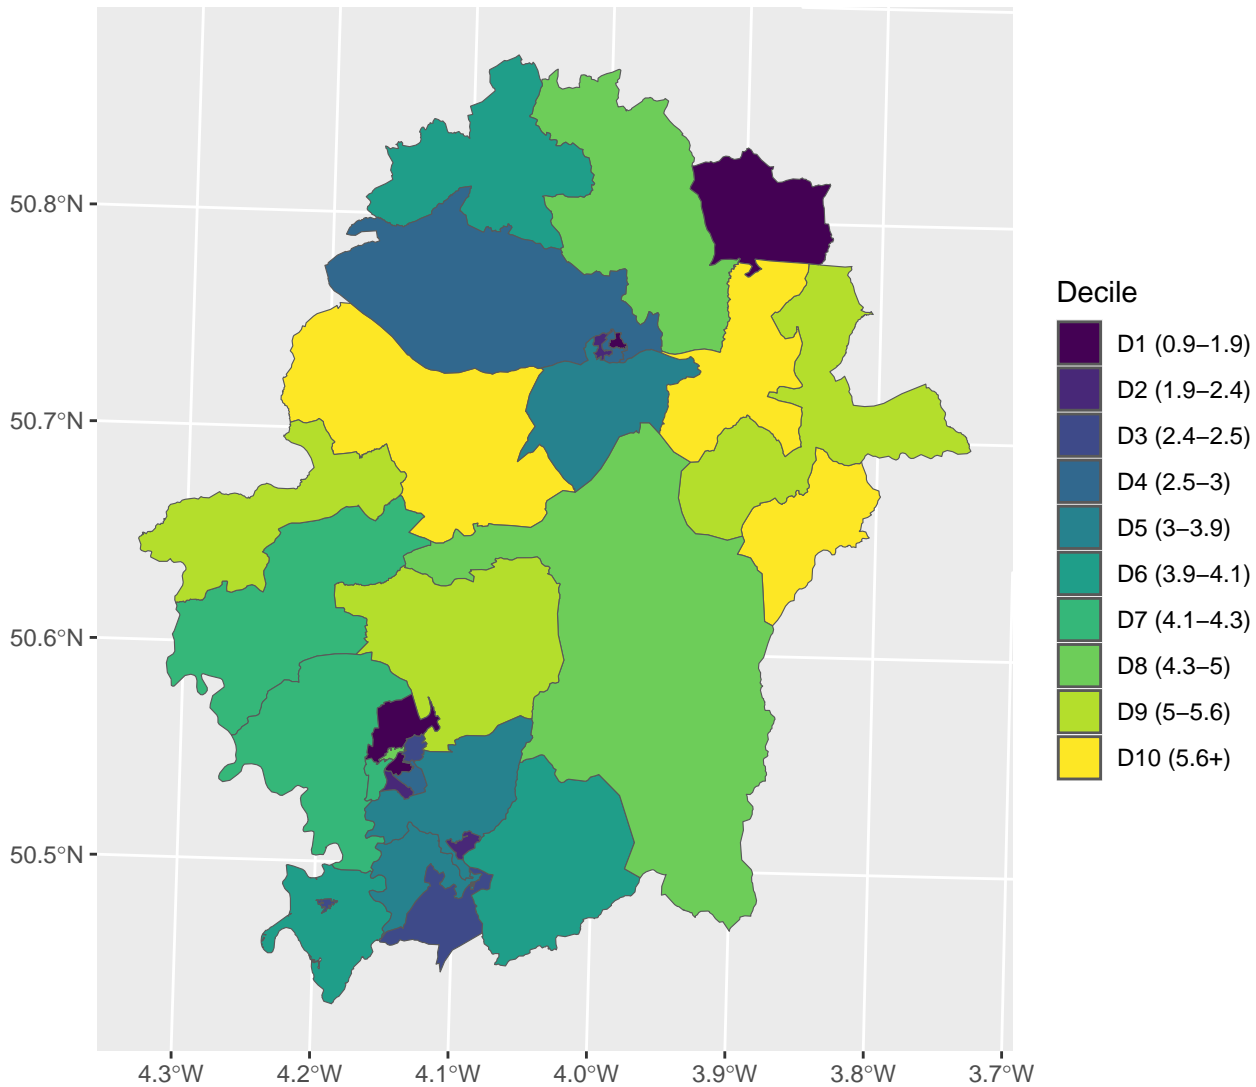 50.8°N
50.7°N
50.6°N
50.5°N
4.3°W
4.2°W
4.1°W
4.0°W
3.9°W
3.8°W
3.7°W
Decile
D1 (0.9–1.9)
D2 (1.9–2.4)
D3 (2.4–2.5)
D4 (2.5–3)
D5 (3–3.9)
D6 (3.9–4.1)
D7 (4.1–4.3)
D8 (4.3–5)
D9 (5–5.6)
D10 (5.6+)